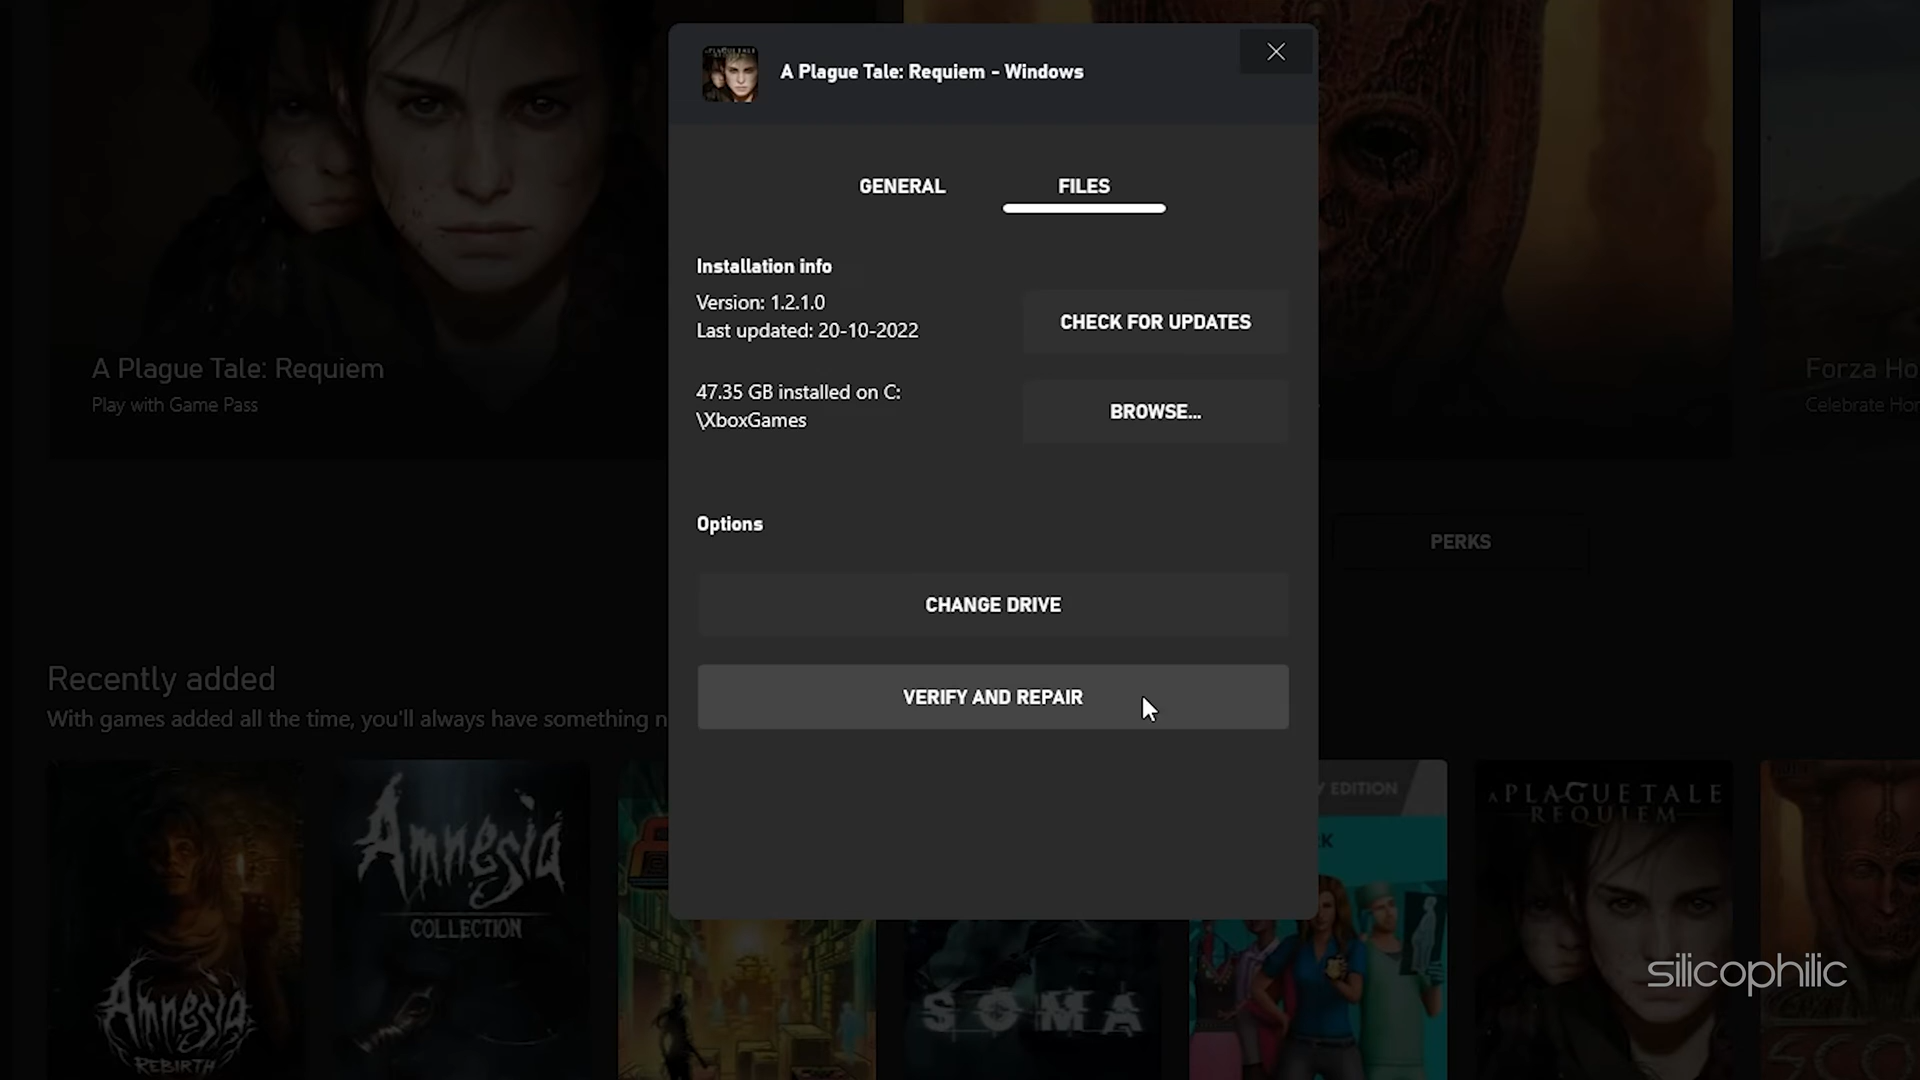 A Plague Tale: Requiem - Windows
GENERAL
FILES
Installation info
Version: 1.2.1.0
Last updated: 20-10-2022
CHECK FOR UPDATES
47.35 GB installed on C:
\XboxGames
BROWSE...
Options
CHANGE DRIVE
VERIFY AND REPAIR
A Plague Tale: Requiem
Play with Game Pass
Forza Ho
Celebrate Hor
PERKS
Recently added
With games added all the time, you'll always have something n
Amnesia
REBIRTH
Amnesia
COLLECTION
SOMA
Y EDITION
A PLAGUE TALE
REQUIEM
SCO
silicophilic